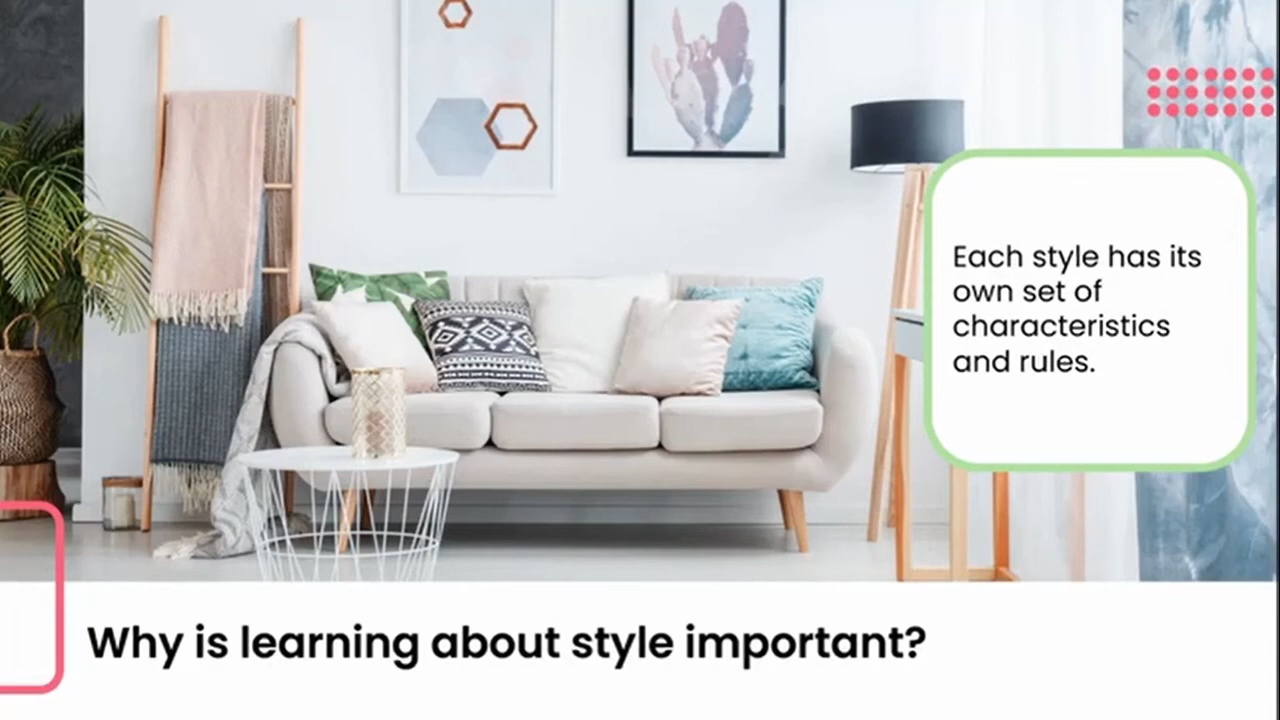 Each style has its
own set of
characteristics
and rules.
Why is learning about style important?